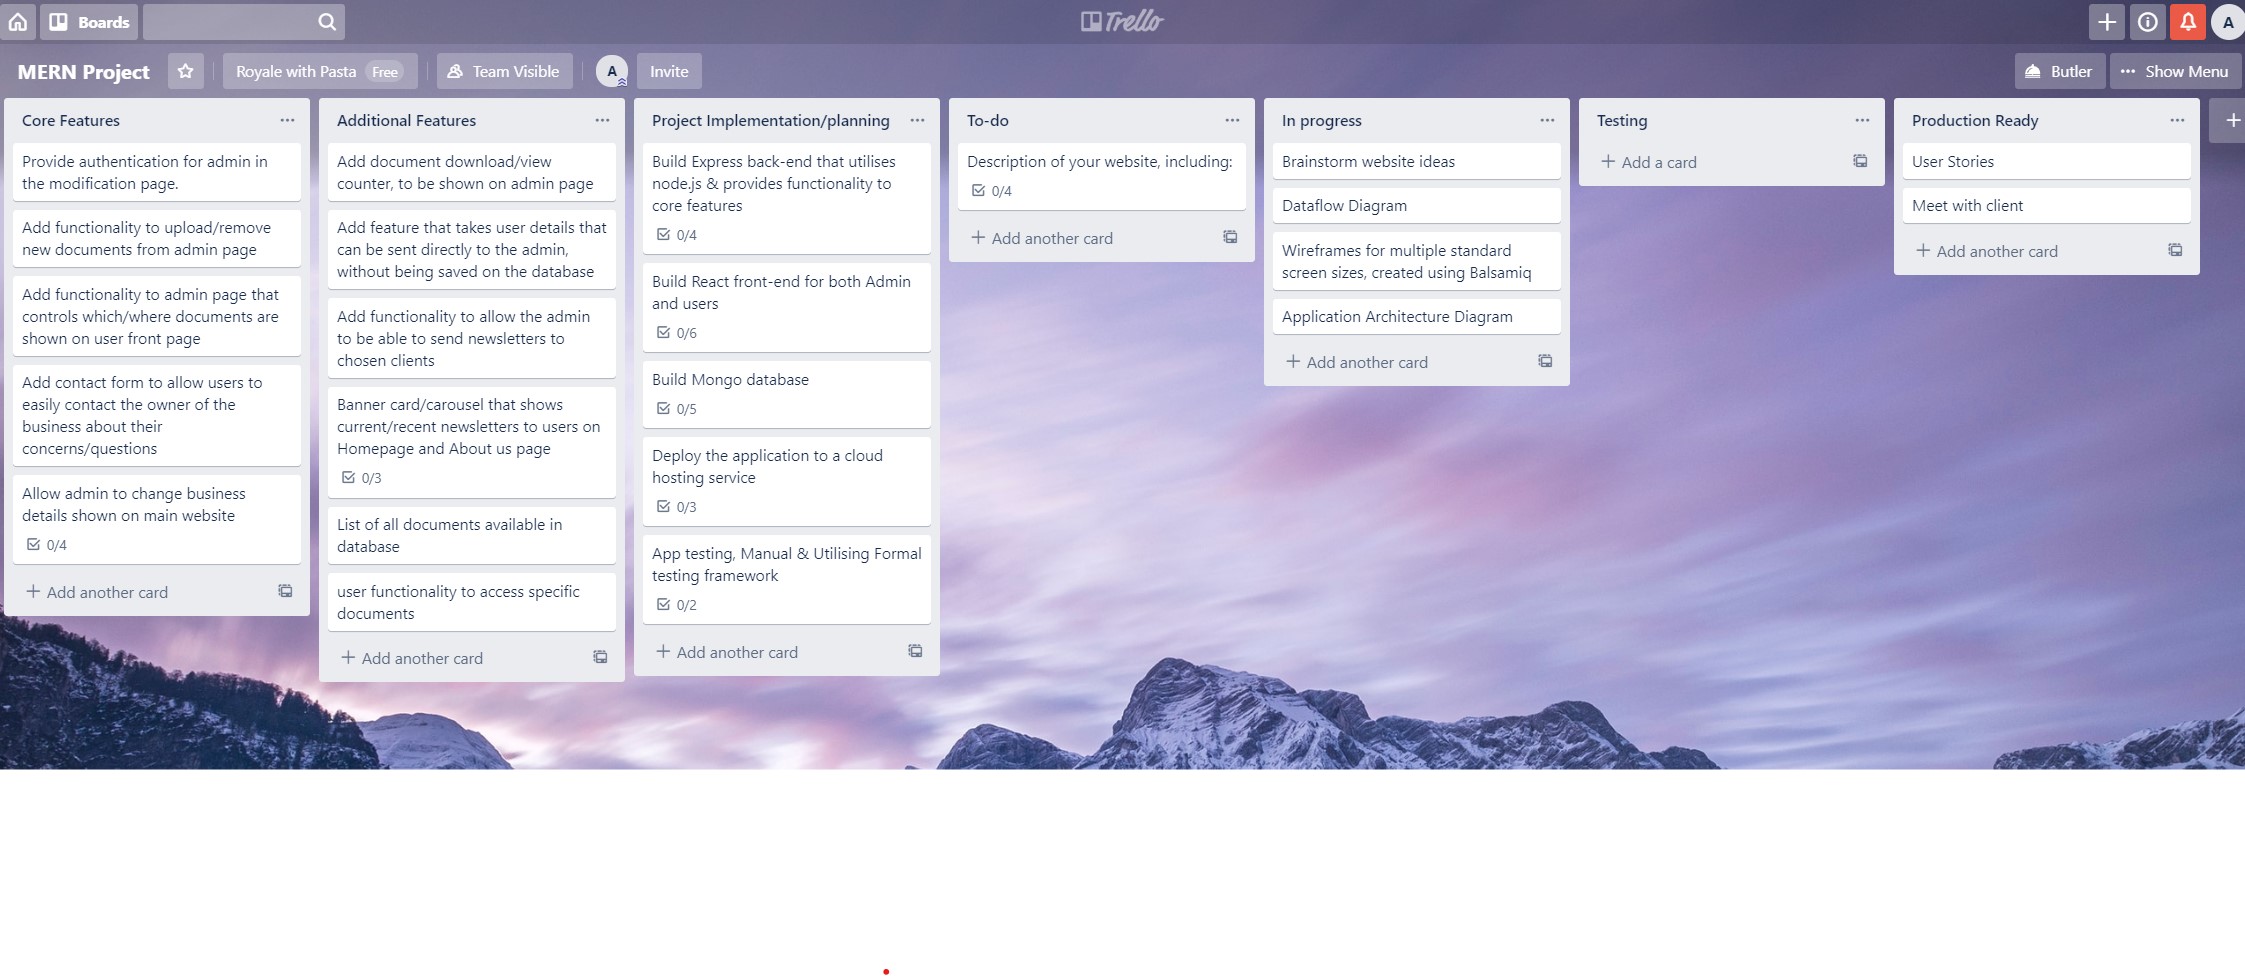 Boards
Trello
A
MERN Project
Royale with Pasta Free
Team Visible
A
Invite
Butler
Show Menu
Core Features
Provide authentication for admin in
the modification page.
Add functionality to upload/remove
new documents from admin page
Add functionality to admin page that
controls which/where documents are
shown on user front page
Add contact form to allow users to
easily contact the owner of the
business about their
concerns/questions
Allow admin to change business
details shown on main website
0/4
Add another card
Additional Features
Add document download/view
counter, to be shown on admin page
Add feature that takes user details that
can be sent directly to the admin,
without being saved on the database
Add functionality to allow the admin
to be able to send newsletters to
chosen clients
Banner card/carousel that shows
current/recent newsletters to users on
Homepage and About us page
0/3
List of all documents available in
database
user functionality to access specific
documents
Add another card
Project Implementation/planning
Build Express back-end that utilises
node.js & provides functionality to
core features
0/4
Build React front-end for both Admin
and users
0/6
Build Mongo database
0/5
Deploy the application to a cloud
hosting service
0/3
App testing, Manual & Utilising Formal
testing framework
0/2
Add another card
To-do
Description of your website, including:
0/4
Add another card
In progress
Brainstorm website ideas
Dataflow Diagram
Wireframes for multiple standard
screen sizes, created using Balsamiq
Application Architecture Diagram
Add another card
Testing
Add a card
Production Ready
User Stories
Meet with client
Add another card